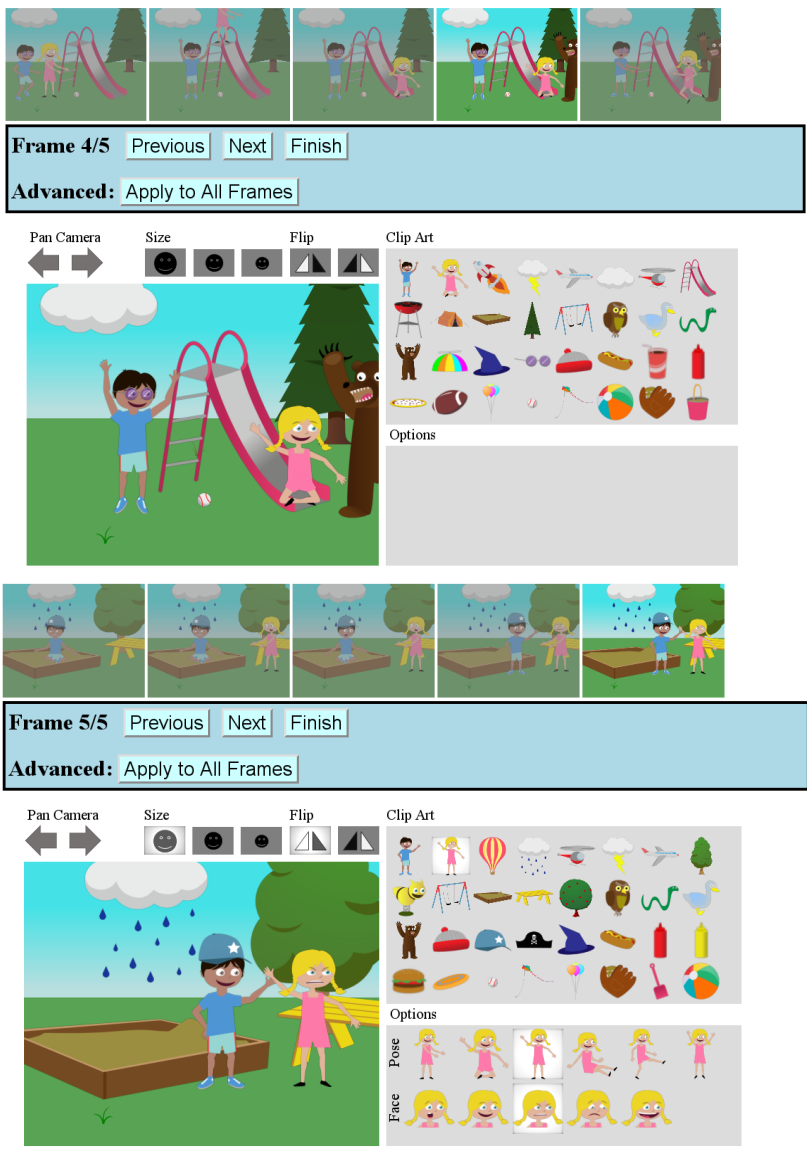 Frame 4/5 Previous Next Finish
Advanced: Apply to All Frames
Pan Camera Size Flip Clip Art
Options
Frame 5/5 Previous Next Finish
Advanced: Apply to All Frames
Pan Camera Size Flip Clip Art
Options
Pose
Face